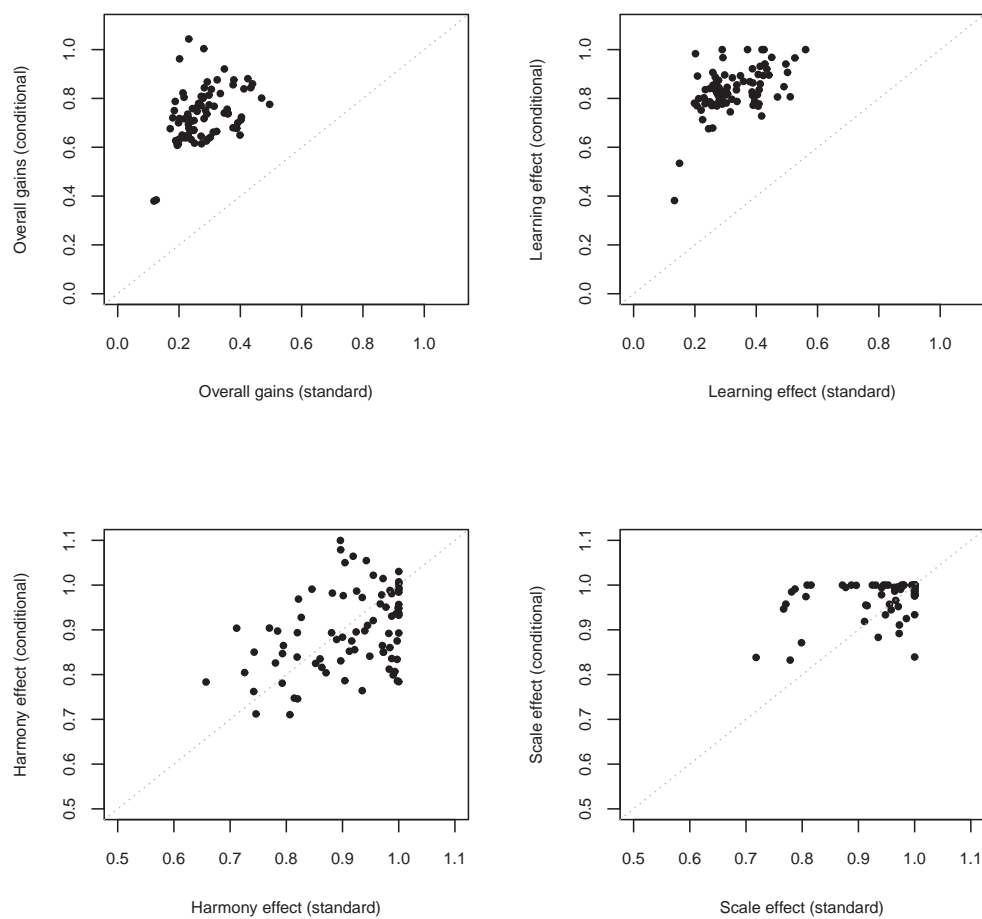 Overall gains (conditional)
1.0
0.8
0.6
0.4
0.2
0.0
0.0 0.2 0.4 0.6 0.8 1.0
Overall gains (standard)
Learning effect (conditional)
1.0
0.8
0.6
0.4
0.2
0.0
0.0 0.2 0.4 0.6 0.8 1.0
Learning effect (standard)
Harmony effect (conditional)
1.1
1.0
0.9
0.8
0.7
0.6
0.5
0.5 0.6 0.7 0.8 0.9 1.0 1.1
Harmony effect (standard)
Scale effect (conditional)
1.1
1.0
0.9
0.8
0.7
0.6
0.5
0.5 0.6 0.7 0.8 0.9 1.0 1.1
Scale effect (standard)